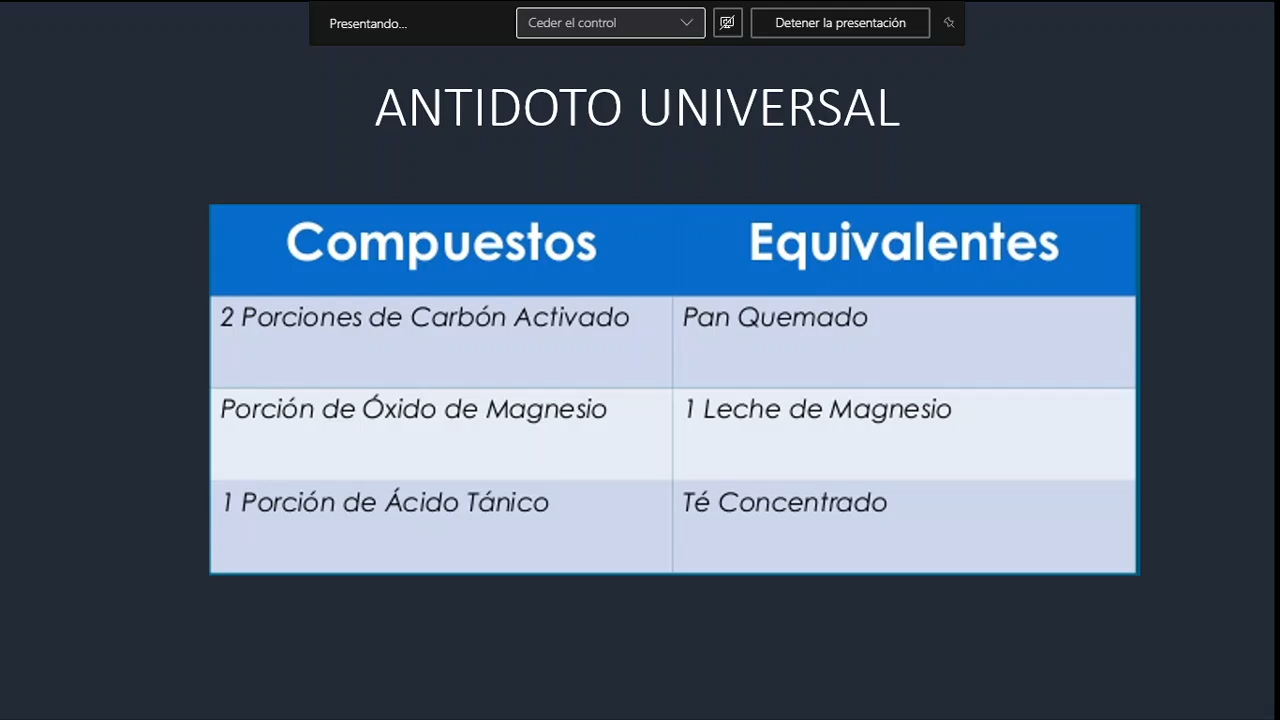 Presentando...
Ceder el control
Detener la presentación
ANTIDOTO UNIVERSAL
Compuestos
Equivalentes
2 Porciones de Carbón Activado
Pan Quemado
Porción de Óxido de Magnesio
1 Leche de Magnesio
1 Porción de Ácido Tánico
Té Concentrado